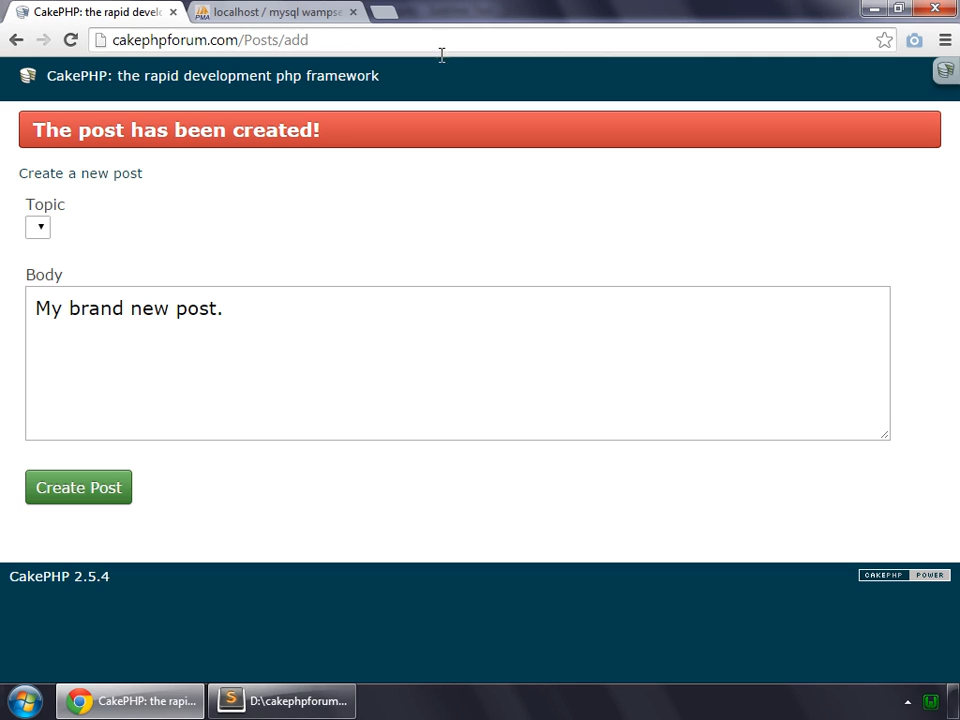 CakePHP: the rapid develo
localhost / mysql wampse
cakephpforum.com/Posts/add
CakePHP: the rapid development php framework
The post has been created!
Create a new post
Topic
Body
My brand new post.
Create Post
CakePHP 2.5.4
CAKEPHP POWER
CakePHP: the rapi...
D:\cakephpforum...